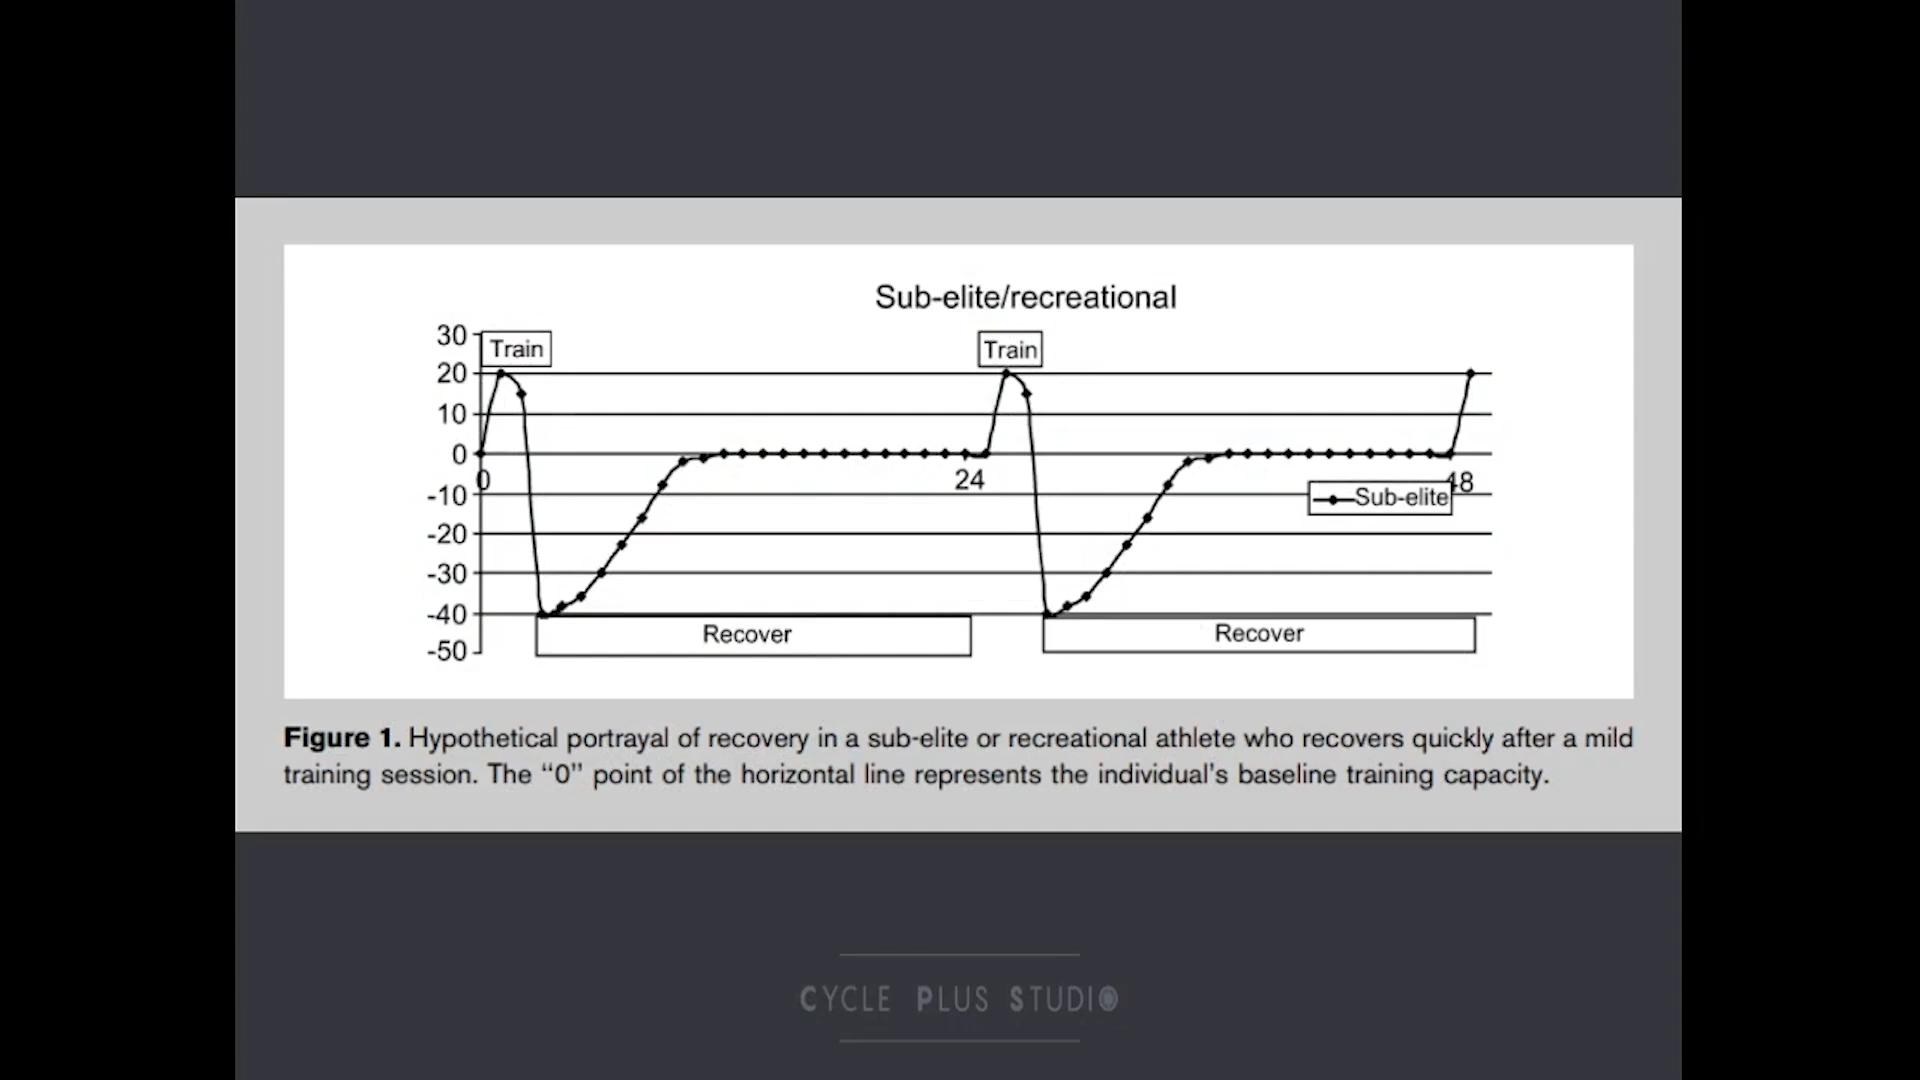 Sub-elite/recreational
30
Train
Train
20
10
0
0
24
48
-10
Sub-elite
-20
-30
-40
Recover
Recover
-50
Figure 1. Hypothetical portrayal of recovery in a sub-elite or recreational athlete who recovers quickly after a mild
training session. The “0” point of the horizontal line represents the individual’s baseline training capacity.
CYCLE PLUS STUDIO